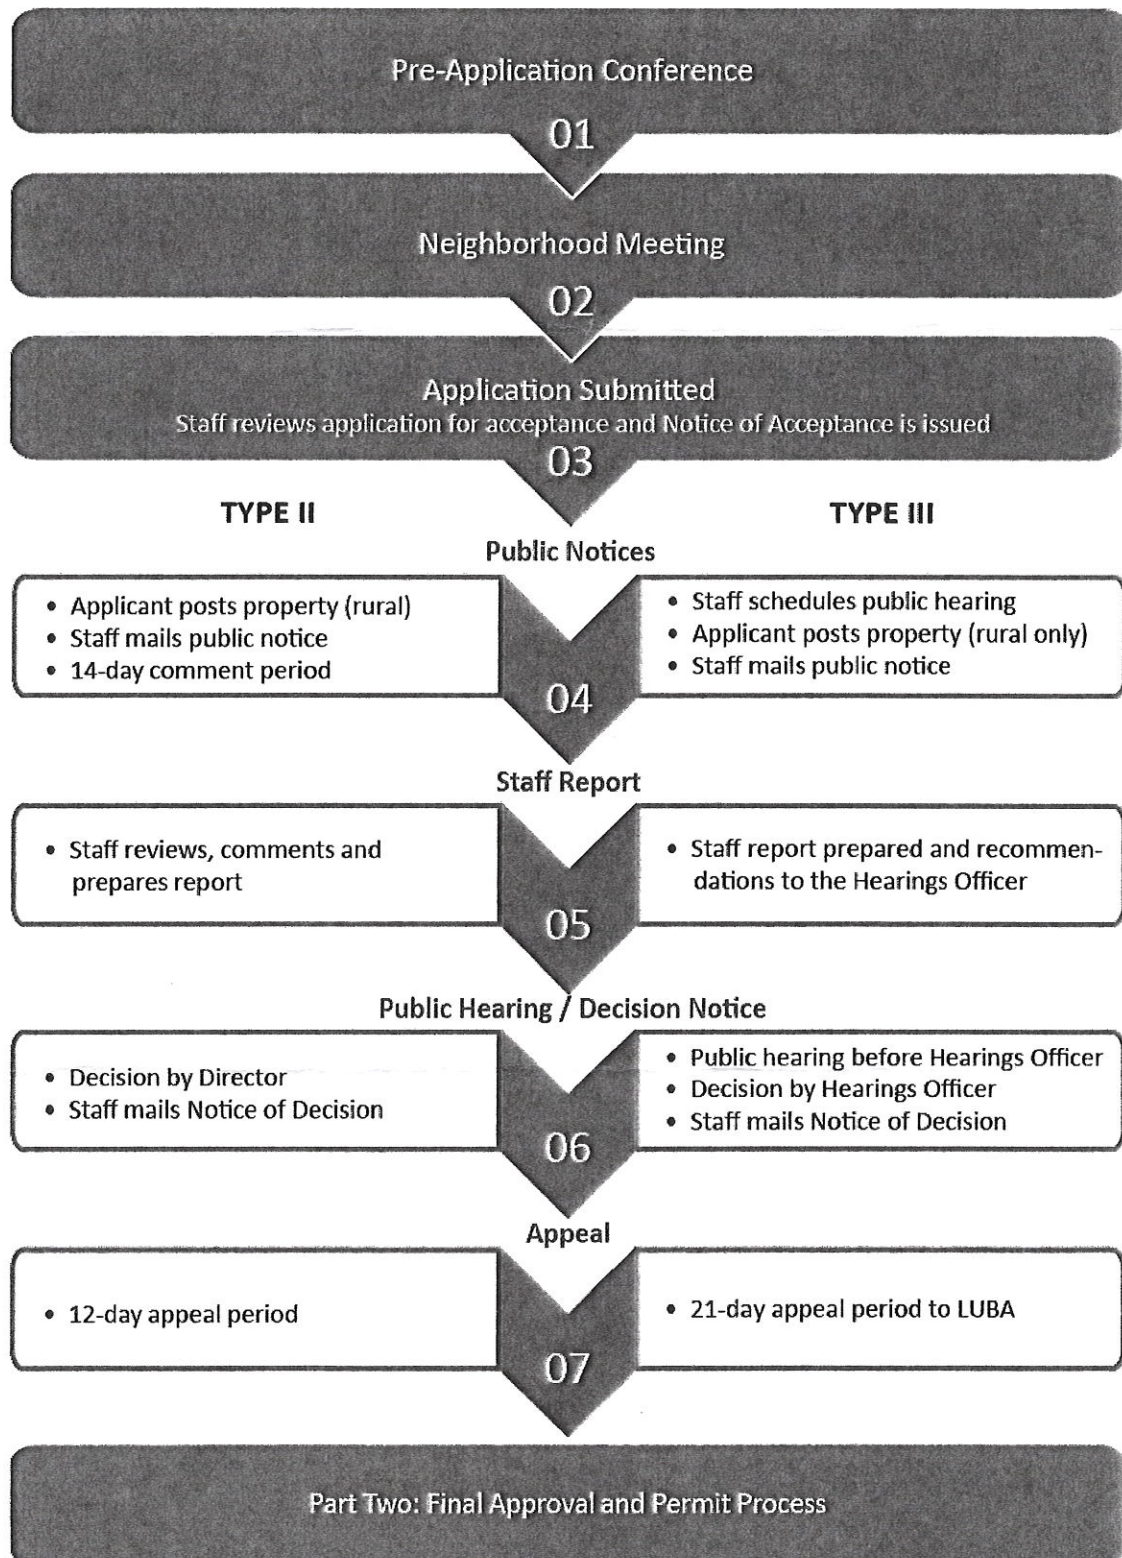 Pre-Application Conference
01
Neighborhood Meeting
02
Application Submitted
Staff reviews application for acceptance and Notice of Acceptance is issued
03
TYPE II
TYPE III
Public Notices
• Applicant posts property (rural)
• Staff mails public notice
• 14-day comment period
• Staff schedules public hearing
• Applicant posts property (rural only)
• Staff mails public notice
04
Staff Report
• Staff reviews, comments and
prepares report
• Staff report prepared and recommen-
dations to the Hearings Officer
05
Public Hearing / Decision Notice
• Decision by Director
• Staff mails Notice of Decision
• Public hearing before Hearings Officer
• Decision by Hearings Officer
• Staff mails Notice of Decision
06
Appeal
• 12-day appeal period
• 21-day appeal period to LUBA
07
Part Two: Final Approval and Permit Process